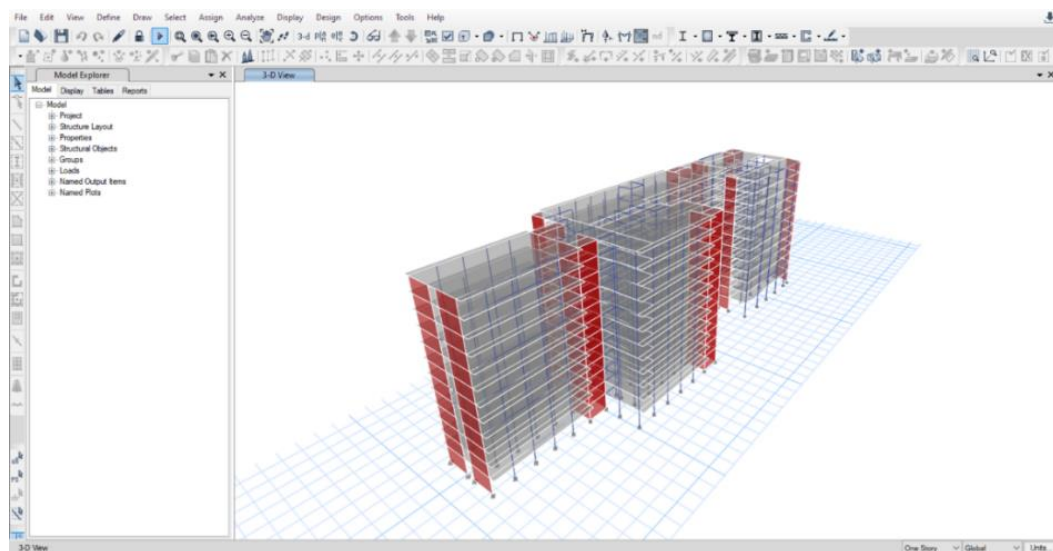 File Edit View Define Draw Select Assign Analyze Display Design Options Tools Help
3-d
Model Explorer
3-D View
Model Display Tables Reports
Model
Project
Structure Layout
Properties
Structural Objects
Groups
Loads
Named Output Items
Named Plots
3-D View
One Story Global Units